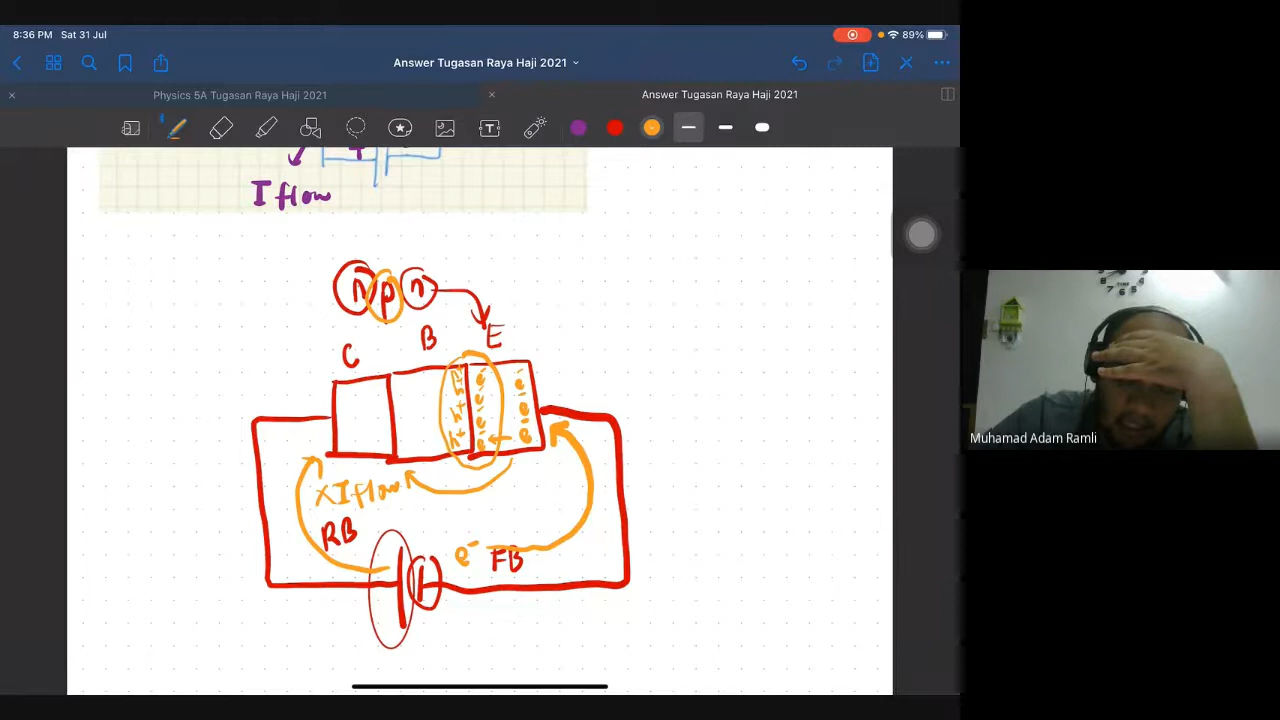 8:36 PM Sat 31 Jul
89%
Answer Tugasan Raya Haji 2021
Physics 5A Tugasan Raya Haji 2021
Answer Tugasan Raya Haji 2021
I flow
n p n
C B E
h+ e- e-
h+ e- e-
h+ e- e-
X I flow
RB
e- FB
Muhamad Adam Ramli